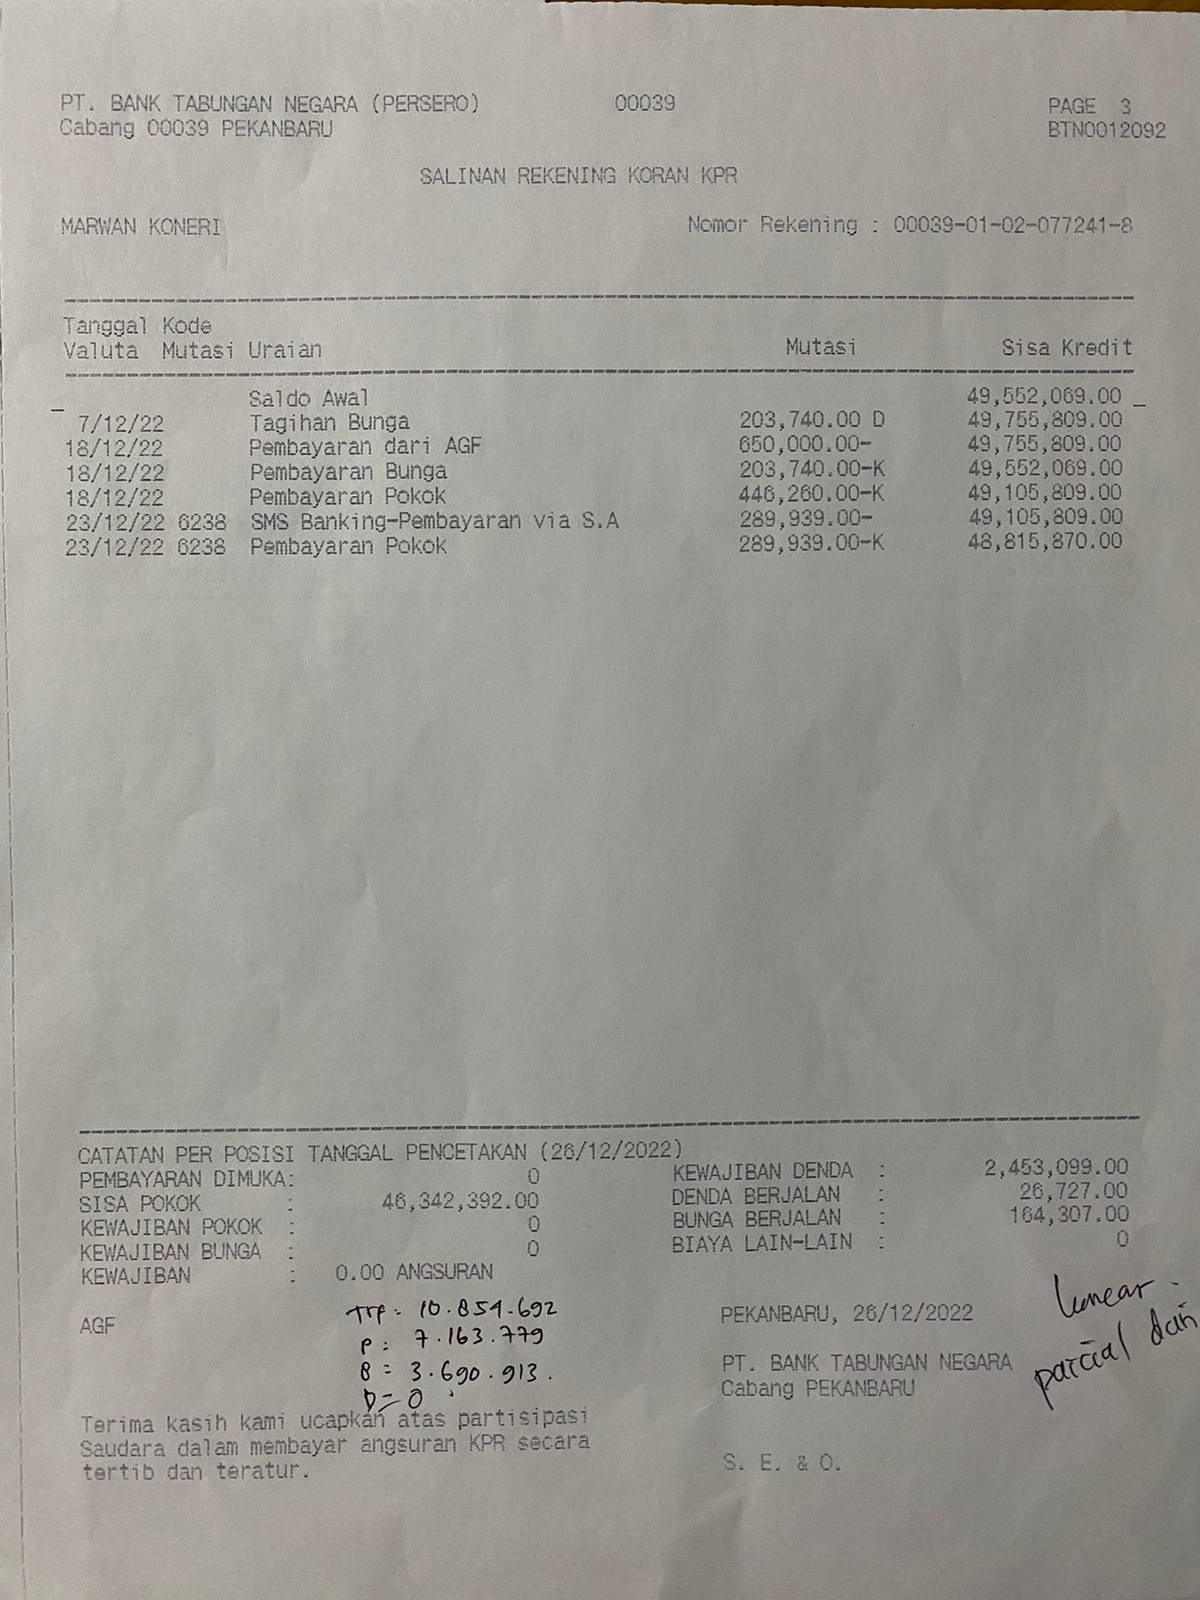 PT. BANK TABUNGAN NEGARA (PERSERO) 00039 PAGE 3
Cabang 00039 PEKANBARU BTN0012092
SALINAN REKENING KORAN KPR
MARWAN KONERI Nomor Rekening : 00039-01-02-077241-8
Tanggal Kode
Valuta Mutasi Uraian Mutasi Sisa Kredit
Saldo Awal 49,552,069.00
7/12/22 Tagihan Bunga 203,740.00 D 49,755,809.00
18/12/22 Pembayaran dari AGF 650,000.00- 49,755,809.00
18/12/22 Pembayaran Bunga 203,740.00-K 49,552,069.00
18/12/22 Pembayaran Pokok 446,260.00-K 49,105,809.00
23/12/22 6238 SMS Banking-Pembayaran via S.A 289,939.00- 49,105,809.00
23/12/22 6238 Pembayaran Pokok 289,939.00-K 48,815,870.00
CATATAN PER POSISI TANGGAL PENCETAKAN (26/12/2022)
PEMBAYARAN DIMUKA: 0 KEWAJIBAN DENDA : 2,453,099.00
SISA POKOK : 46,342,392.00 DENDA BERJALAN : 26,727.00
KEWAJIBAN POKOK : 0 BUNGA BERJALAN : 164,307.00
KEWAJIBAN BUNGA : 0 BIAYA LAIN-LAIN : 0
KEWAJIBAN : 0.00 ANGSURAN
AGF
10.854.692
P = 7.163.779
B = 3.690.913.
D = 0
PEKANBARU, 26/12/2022
PT. BANK TABUNGAN NEGARA
Cabang PEKANBARU
parcial
Terima kasih kami ucapkan atas partisipasi
Saudara dalam membayar angsuran KPR secara
tertib dan teratur.
S. E. & O.